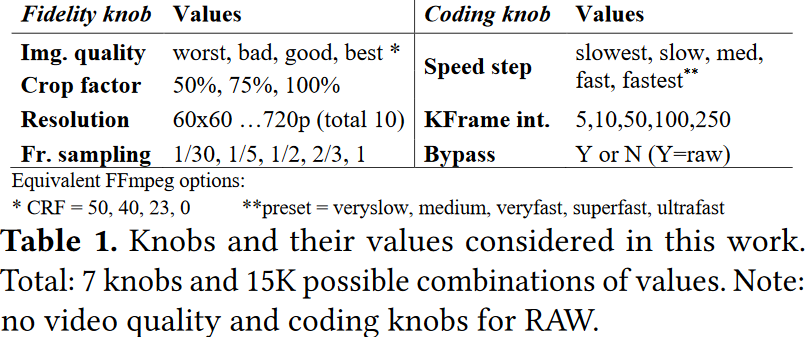 Fidelity knob Values Coding knob Values
Img. quality worst, bad, good, best *
Crop factor 50%, 75%, 100%
Speed step slowest, slow, med,
fast, fastest**
Resolution 60x60 …720p (total 10) KFrame int. 5,10,50,100,250
Fr. sampling 1/30, 1/5, 1/2, 2/3, 1 Bypass Y or N (Y=raw)
Equivalent FFmpeg options:
* CRF = 50, 40, 23, 0 **preset = veryslow, medium, veryfast, superfast, ultrafast
Table 1. Knobs and their values considered in this work.
Total: 7 knobs and 15K possible combinations of values. Note:
no video quality and coding knobs for RAW.